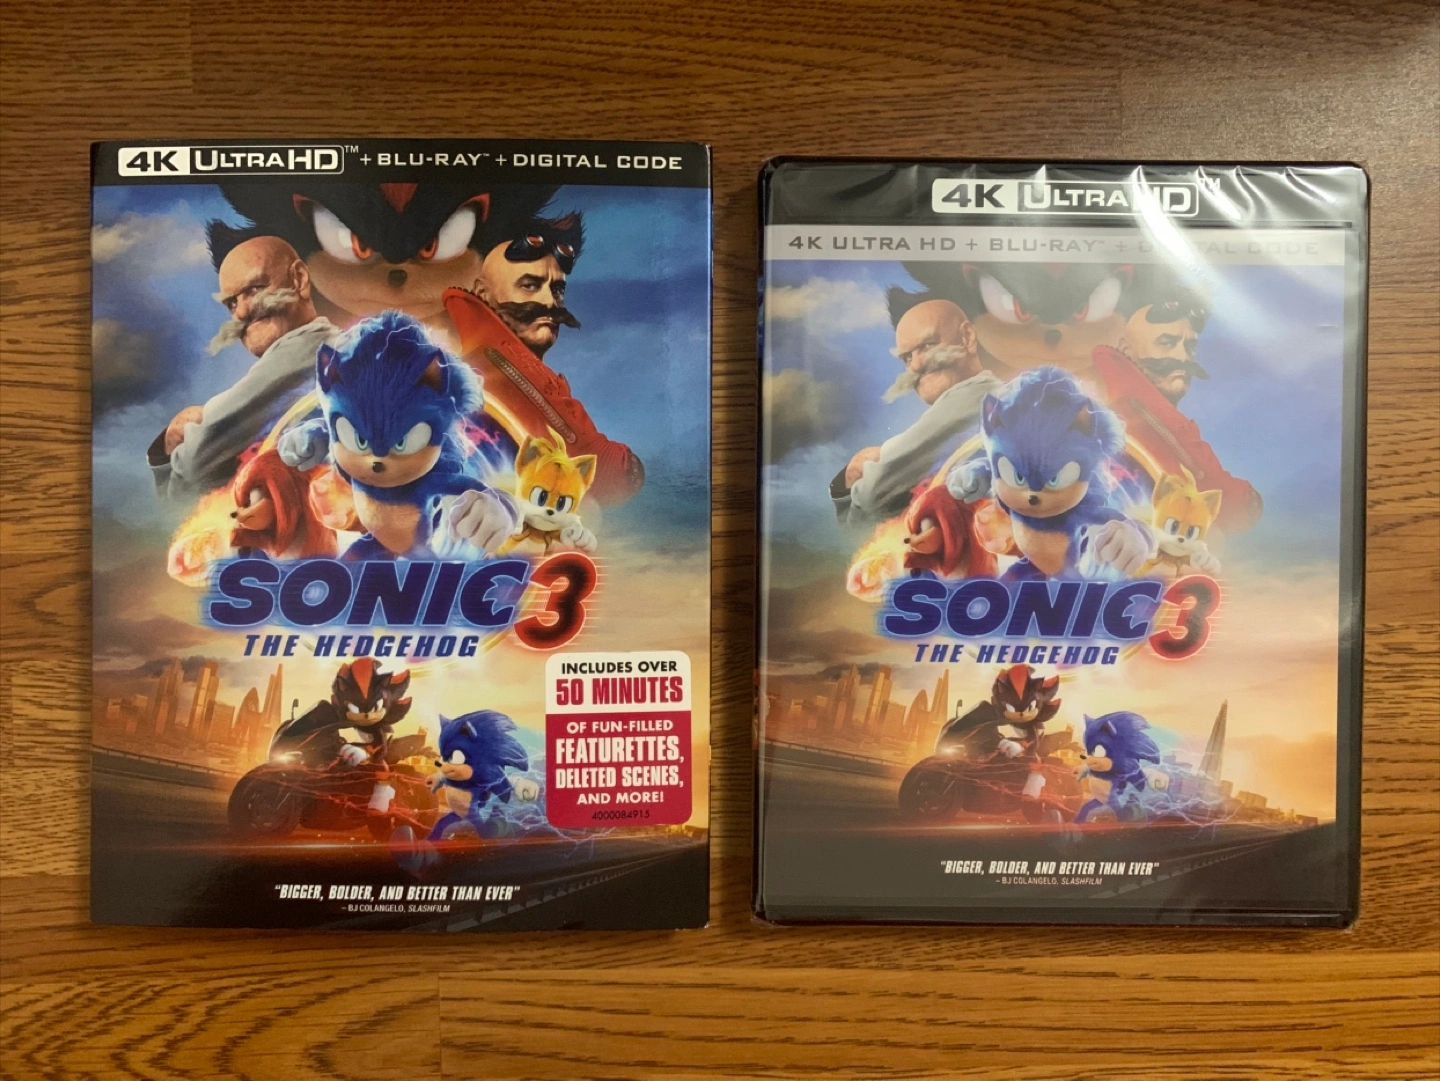 4K ULTRA HD™ + BLU-RAY™ + DIGITAL CODE
SONIC 3
THE HEDGEHOG
INCLUDES OVER
50 MINUTES
OF FUN-FILLED
FEATURETTES,
DELETED SCENES,
AND MORE!
4000084915
"BIGGER, BOLDER, AND BETTER THAN EVER"
– BJ COLANGELO, SLASHFILM
4K ULTRA HD™
4K ULTRA HD + BLU-RAY™ + DIGITAL CODE
SONIC 3
THE HEDGEHOG
"BIGGER, BOLDER, AND BETTER THAN EVER"
– BJ COLANGELO, SLASHFILM